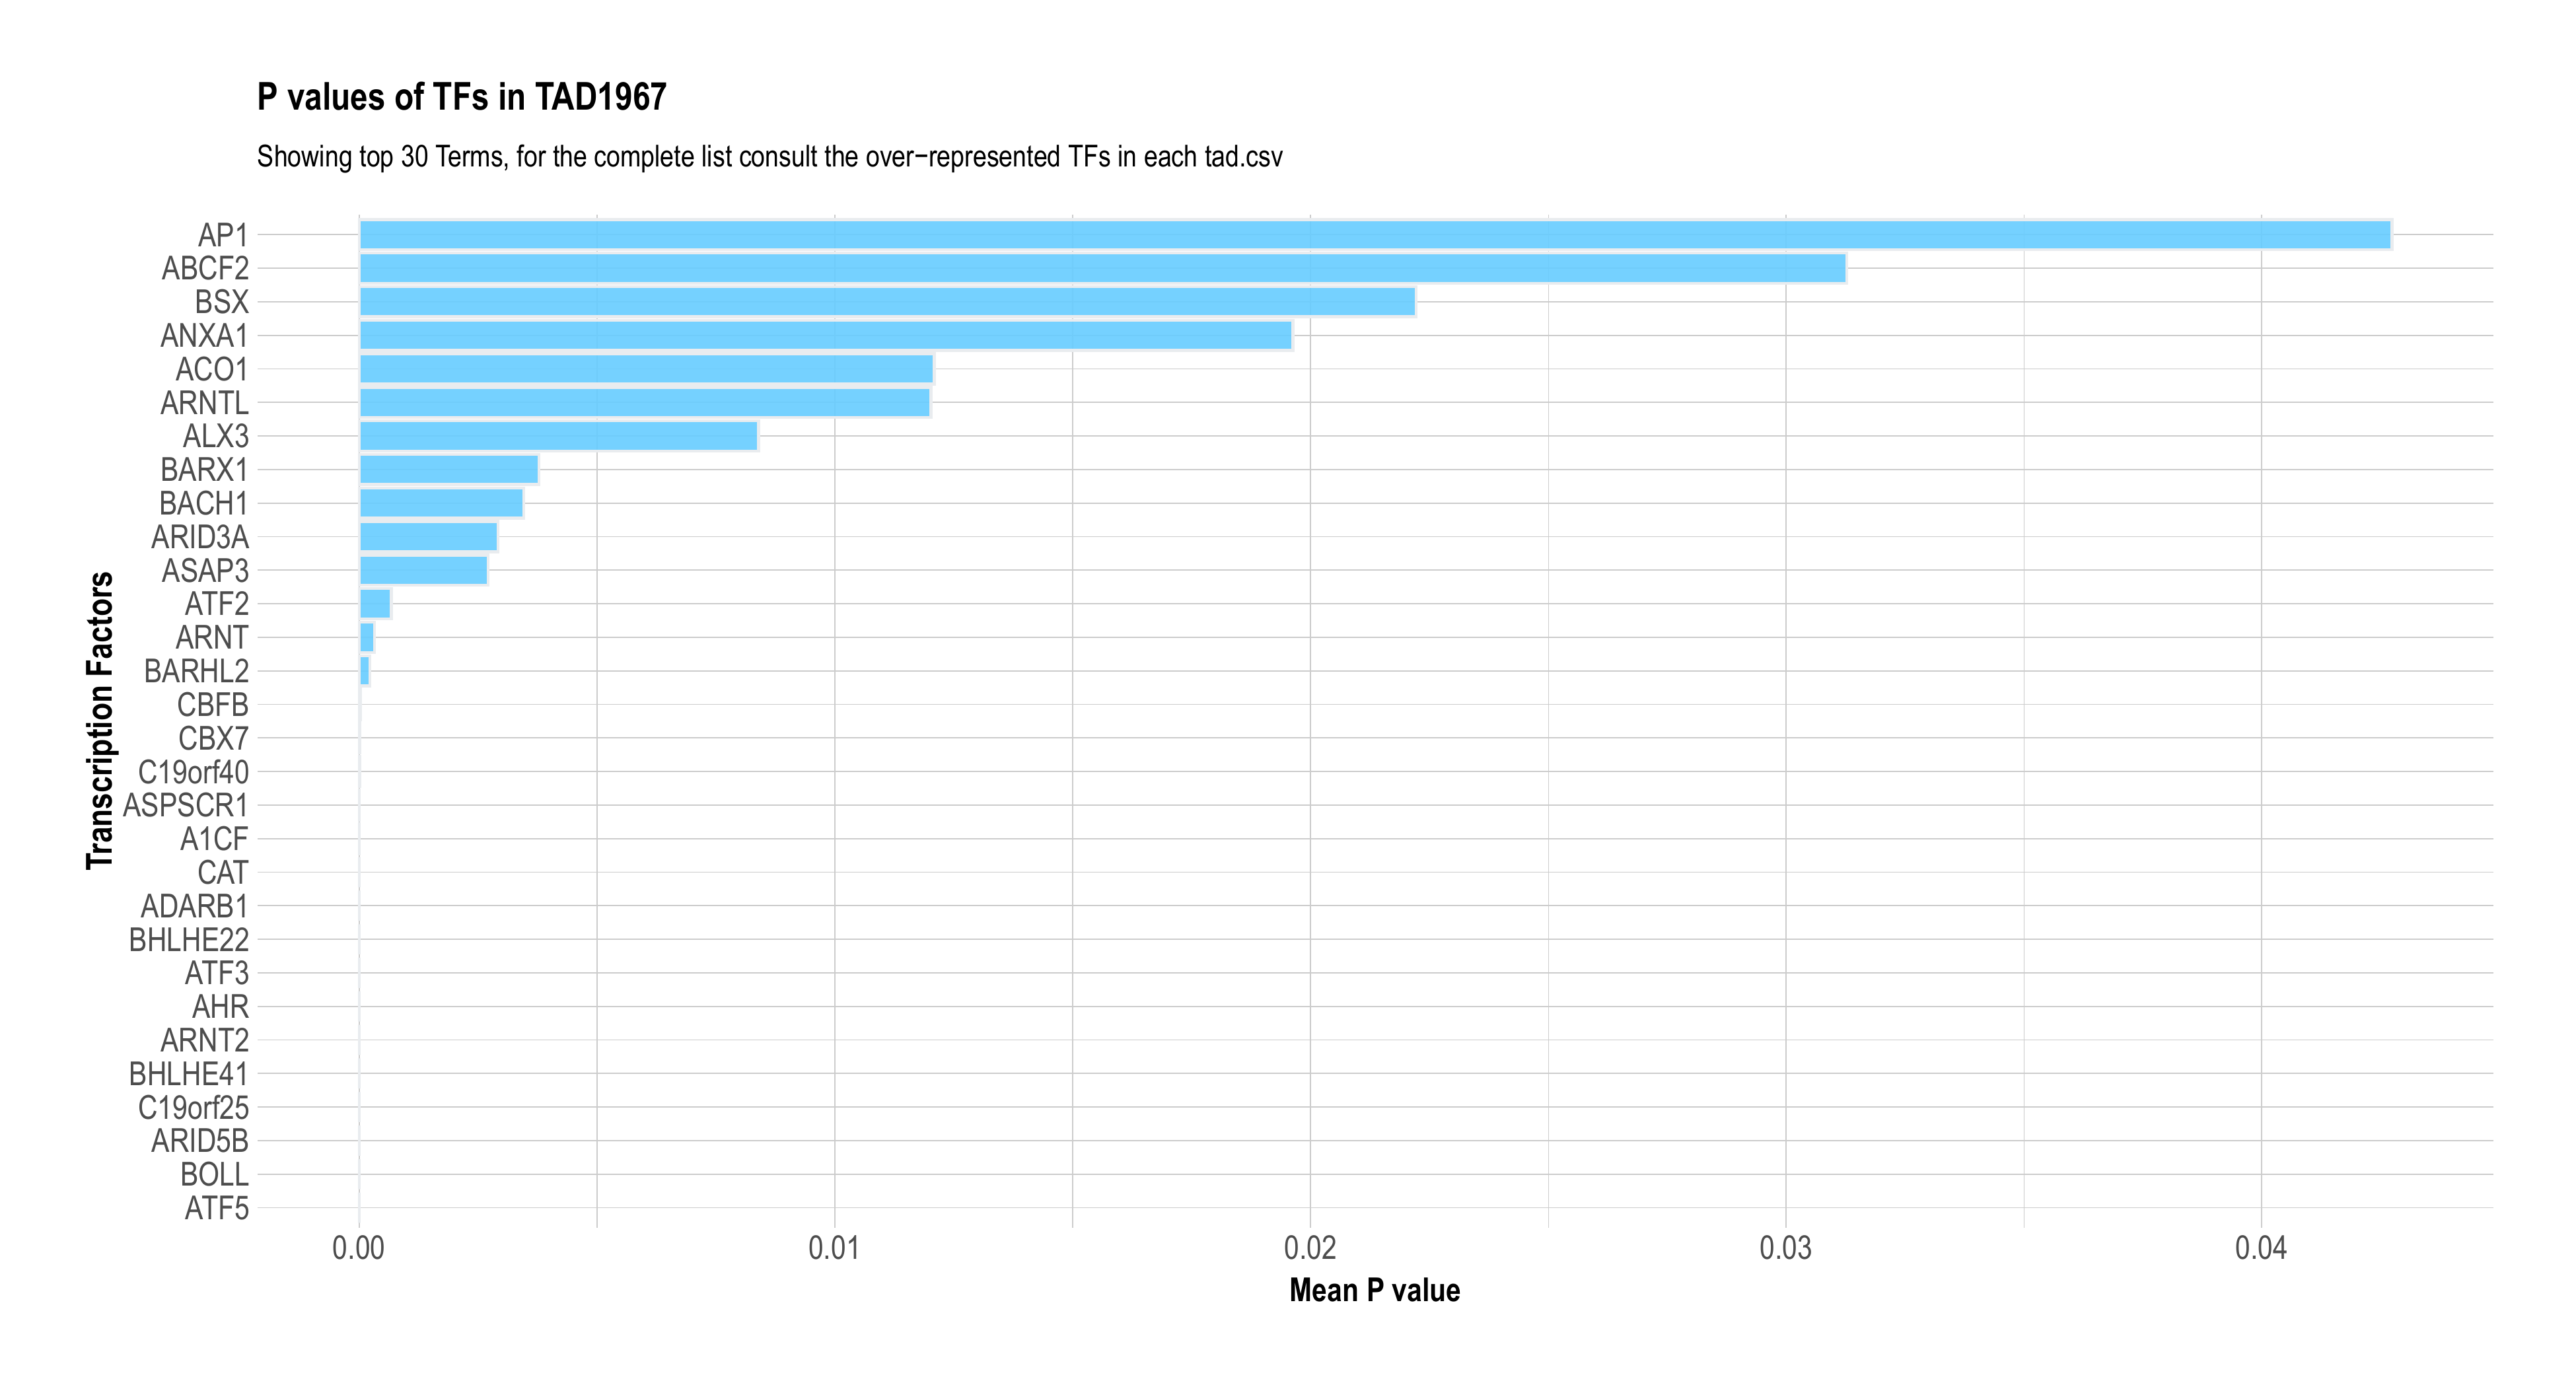 P values of TFs in TAD1967
Showing top 30 Terms, for the complete list consult the over−represented TFs in each tad.csv
Transcription Factors
AP1
ABCF2
BSX
ANXA1
ACO1
ARNTL
ALX3
BARX1
BACH1
ARID3A
ASAP3
ATF2
ARNT
BARHL2
CBFB
CBX7
C19orf40
ASPSCR1
A1CF
CAT
ADARB1
BHLHE22
ATF3
AHR
ARNT2
BHLHE41
C19orf25
ARID5B
BOLL
ATF5
0.00 0.01 0.02 0.03 0.04
Mean P value